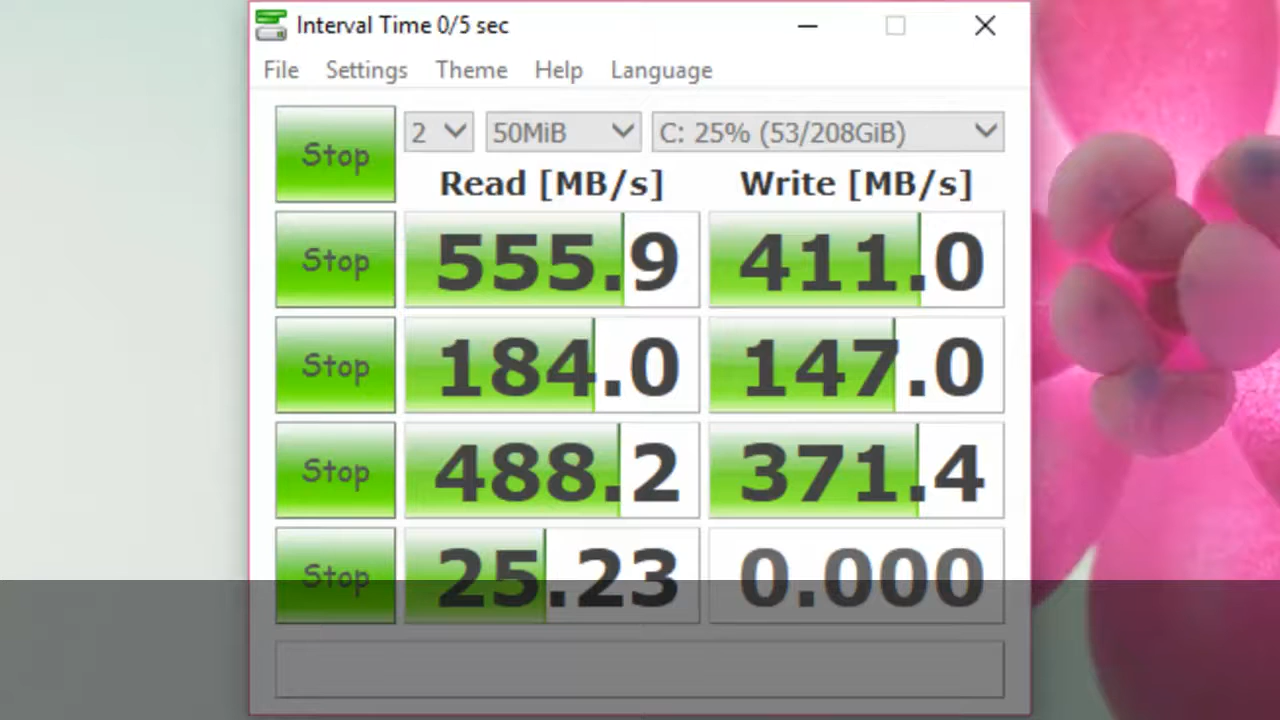 Interval Time 0/5 sec
File Settings Theme Help Language
Stop 2 50MiB C: 25% (53/208GiB)
Read [MB/s] Write [MB/s]
Stop 555.9 411.0
Stop 184.0 147.0
Stop 488.2 371.4
Stop 25.23 0.000